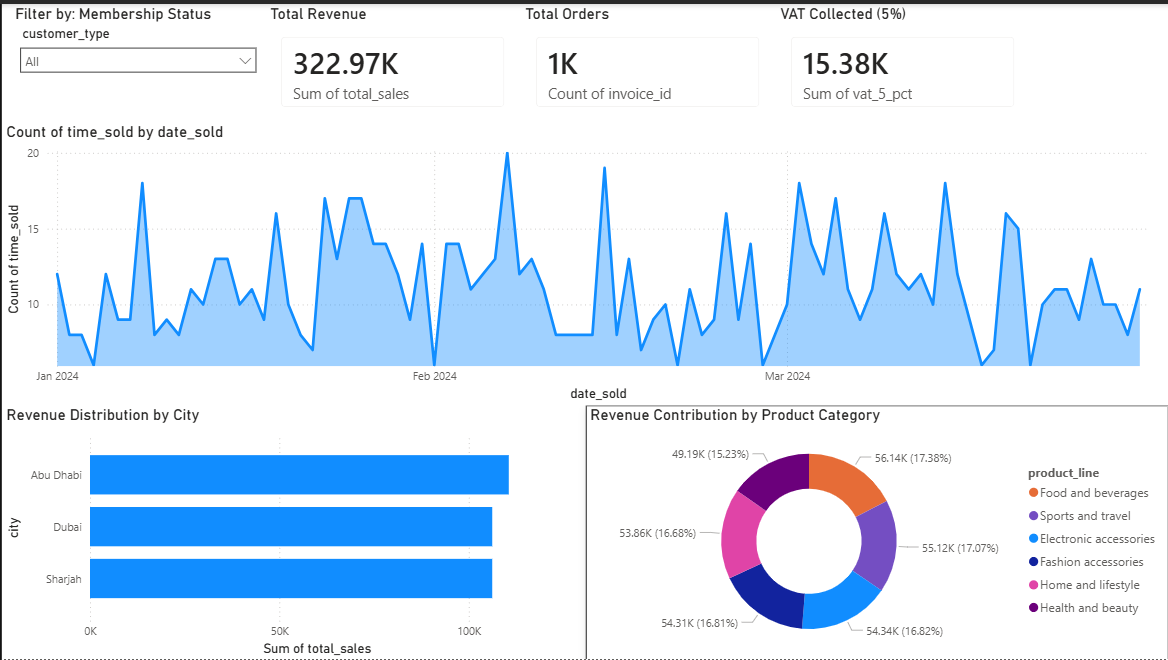 Filter by: Membership Status
customer_type
All
Total Revenue
322.97K
Sum of total_sales
Total Orders
1K
Count of invoice_id
VAT Collected (5%)
15.38K
Sum of vat_5_pct
Count of time_sold by date_sold
Count of time_sold
20
15
10
Jan 2024
Feb 2024
Mar 2024
date_sold
Revenue Distribution by City
city
Abu Dhabi
Dubai
Sharjah
0K
50K
100K
Sum of total_sales
Revenue Contribution by Product Category
49.19K (15.23%)
56.14K (17.38%)
53.86K (16.68%)
55.12K (17.07%)
54.31K (16.81%)
54.34K (16.82%)
product_line
Food and beverages
Sports and travel
Electronic accessories
Fashion accessories
Home and lifestyle
Health and beauty